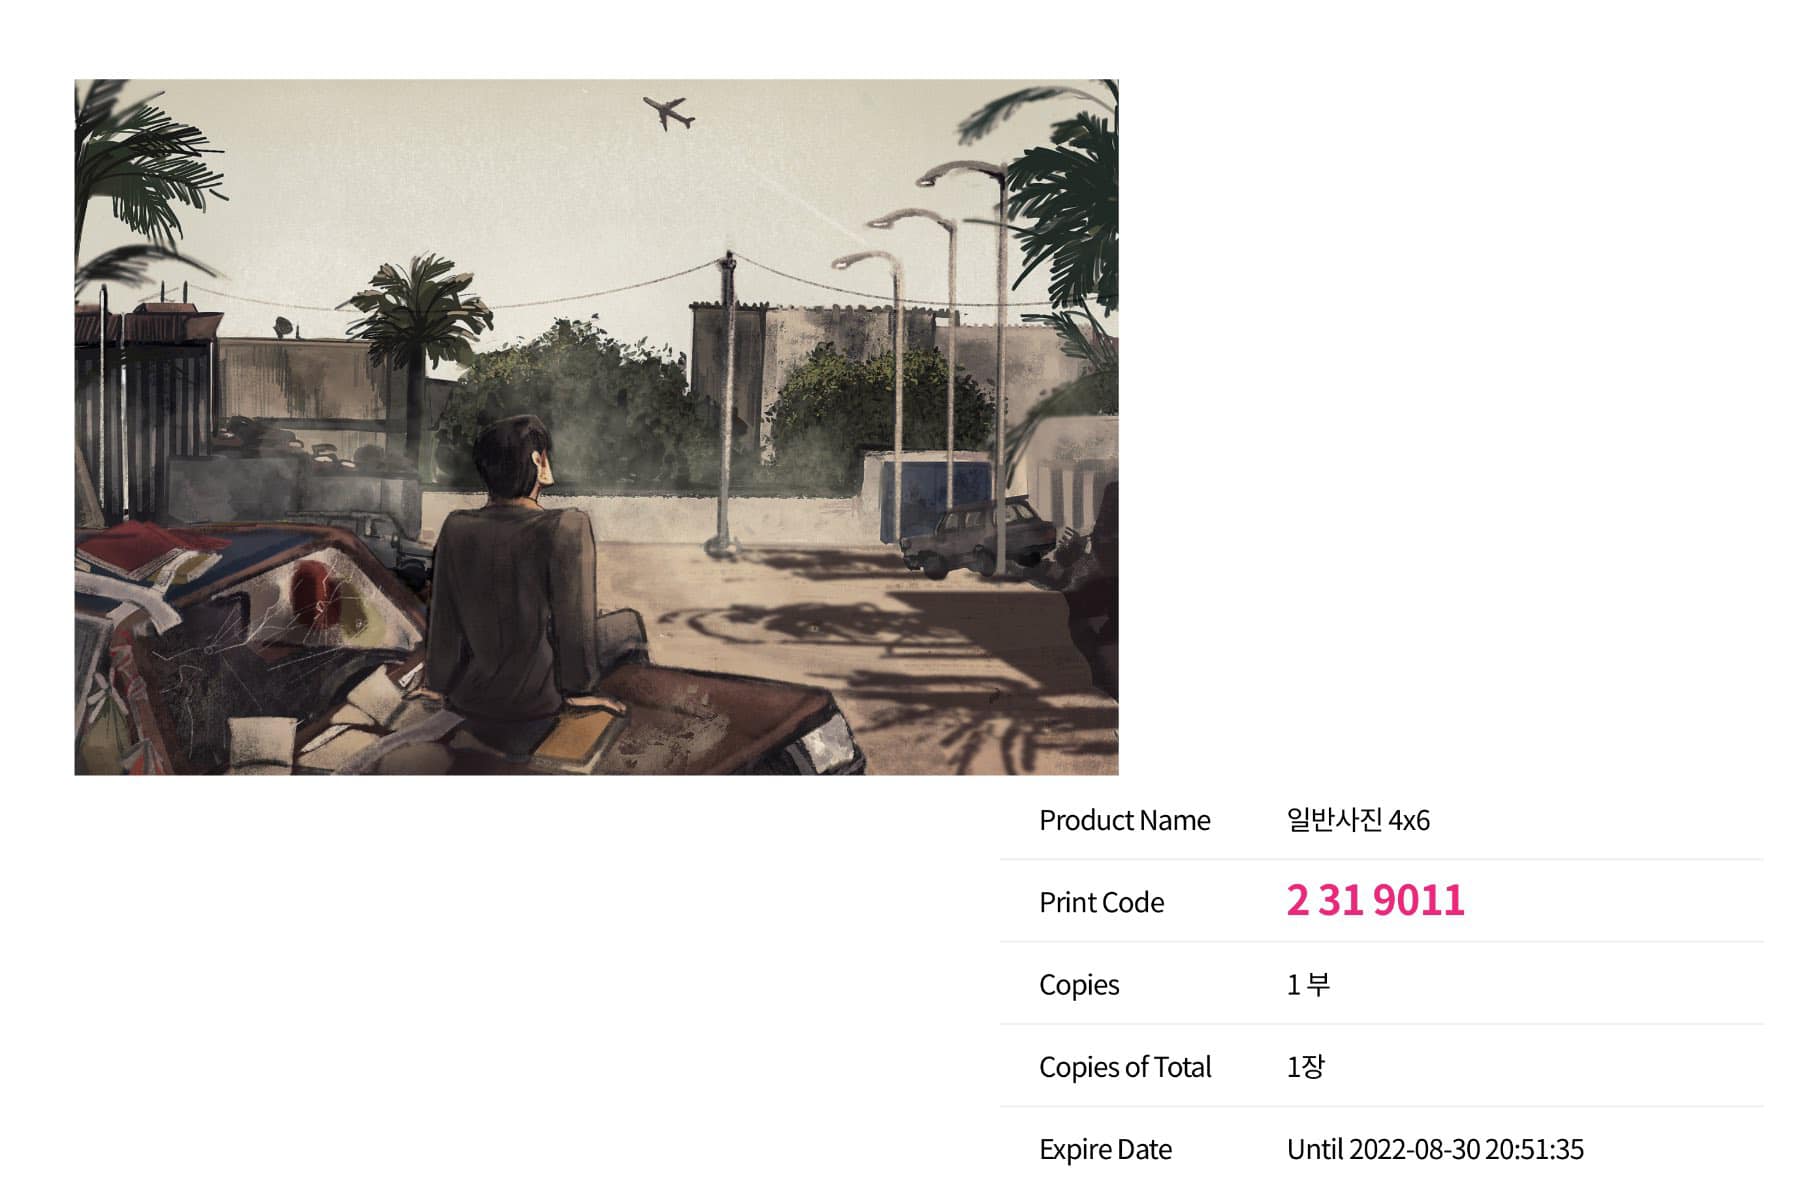 Product Name 일반사진 4x6
Print Code 2 31 9011
Copies 1 부
Copies of Total 1장
Expire Date Until 2022-08-30 20:51:35